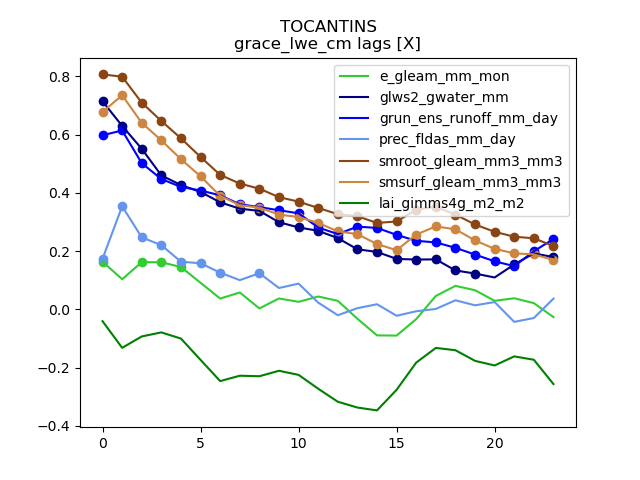 TOCANTINS
grace_lwe_cm lags [X]
e_gleam_mm_mon
glws2_gwater_mm
grun_ens_runoff_mm_day
prec_fldas_mm_day
smroot_gleam_mm3_mm3
smsurf_gleam_mm3_mm3
lai_gimms4g_m2_m2
0.8
0.6
0.4
0.2
0.0
−0.2
−0.4
0 5 10 15 20